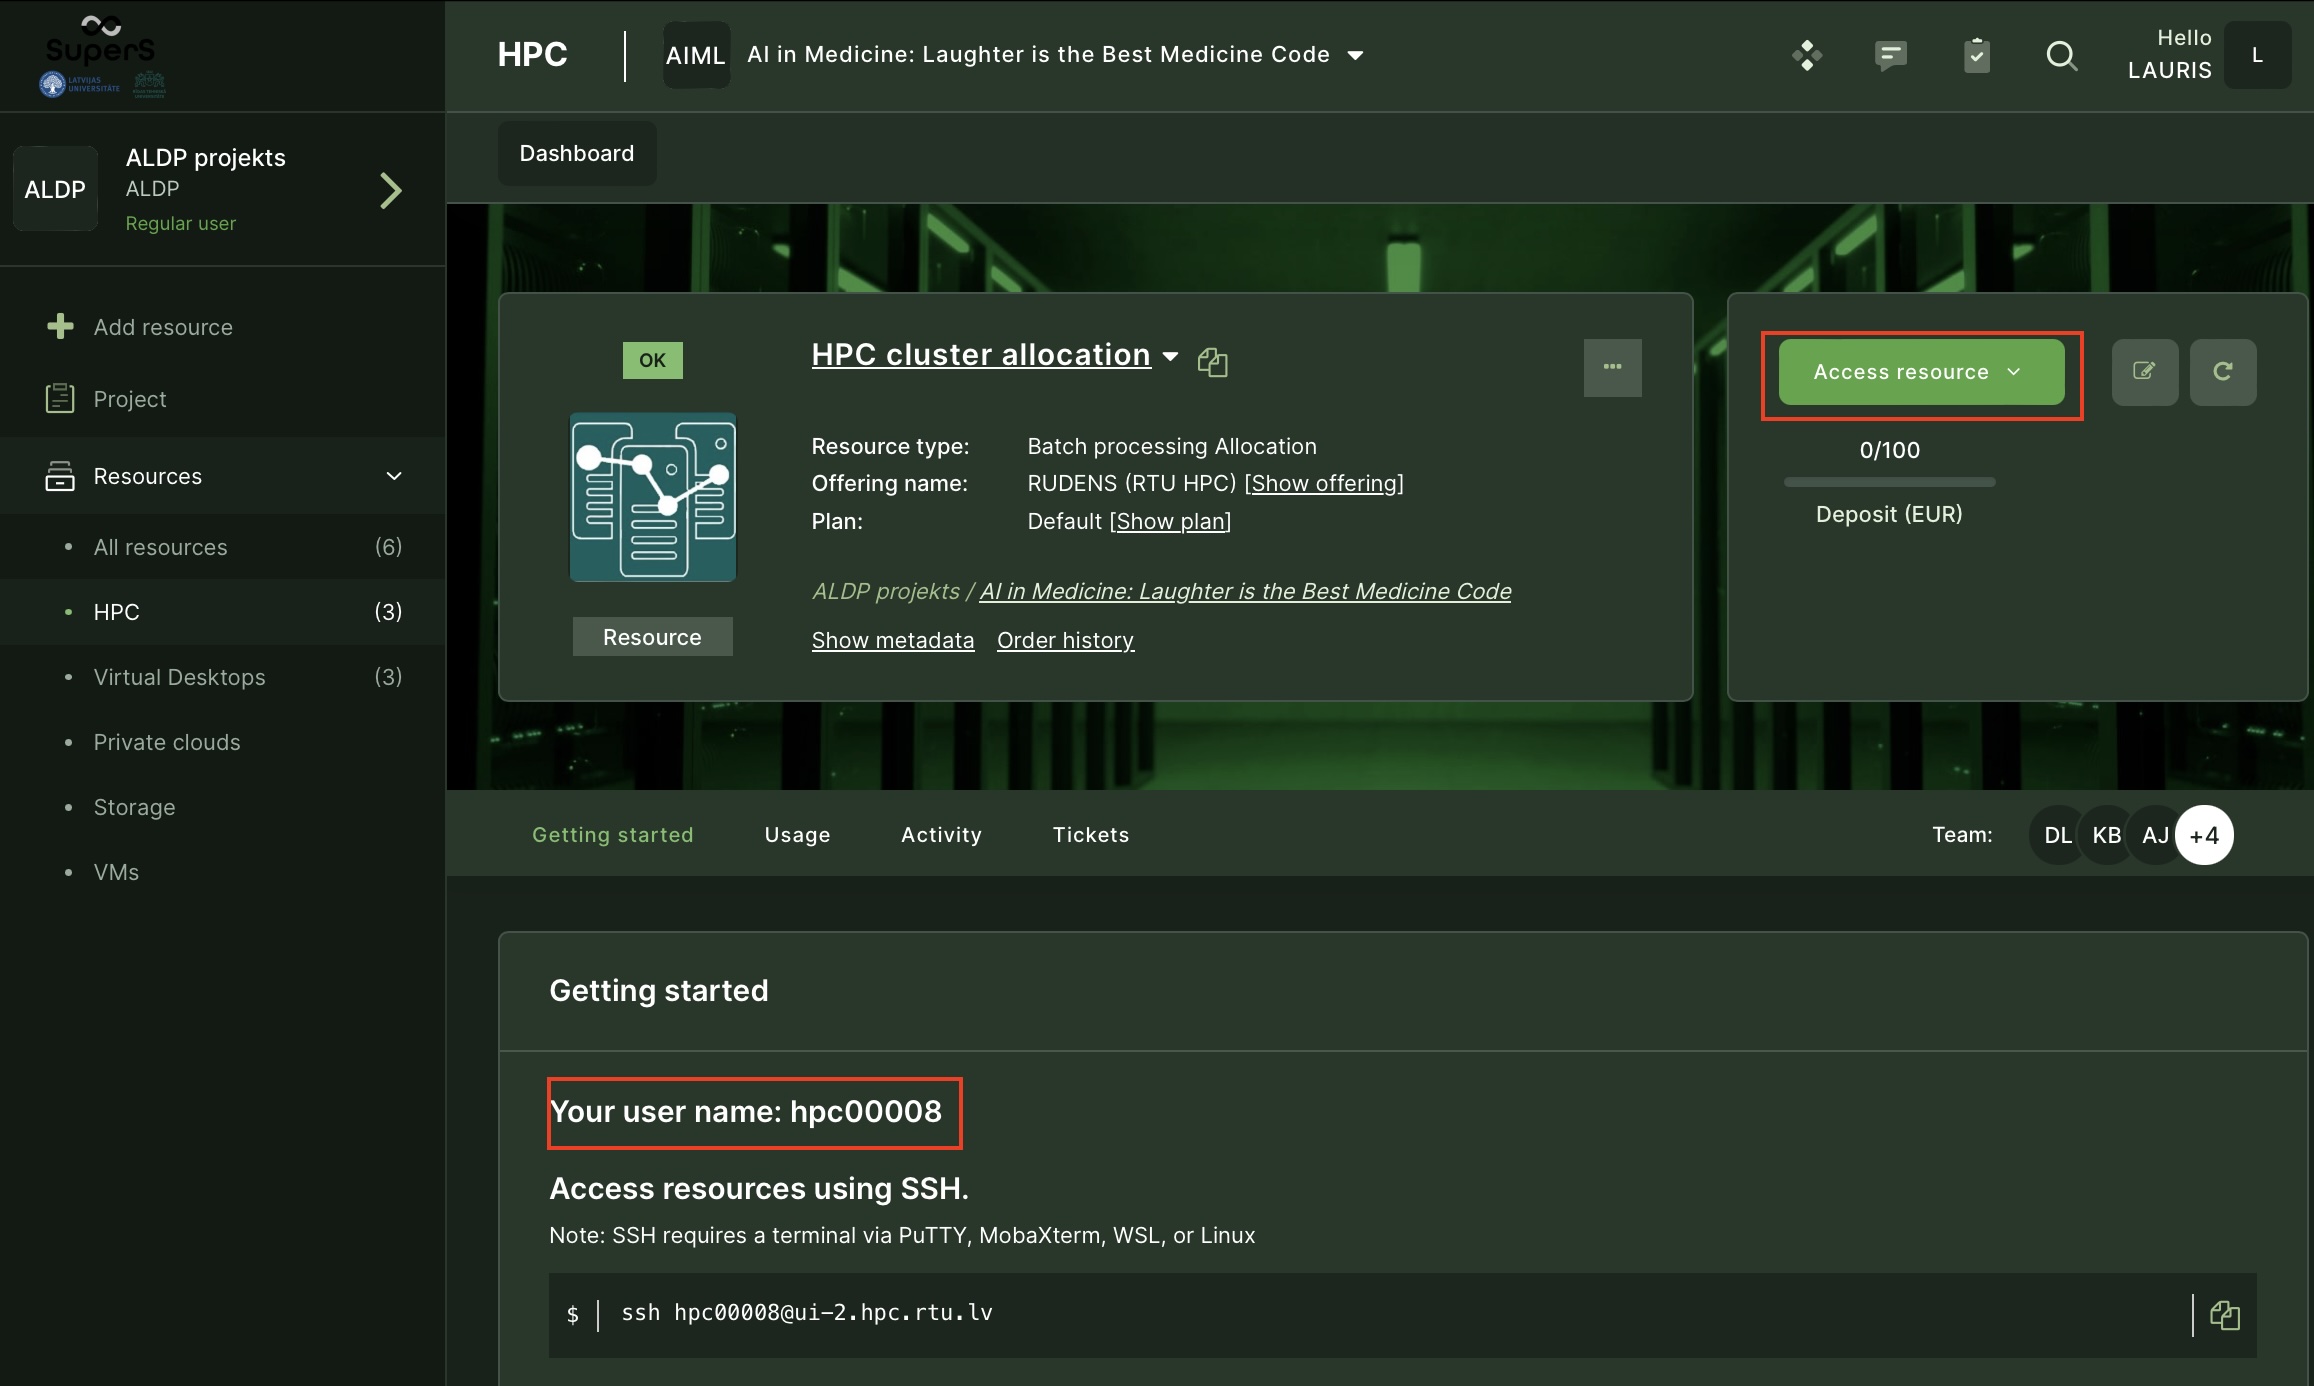 SuperS
LATVIJAS
UNIVERSITĀTE
HPC
AIML
AI in Medicine: Laughter is the Best Medicine Code
Hello
LAURIS
L
ALDP
ALDP projekts
ALDP
Regular user
Dashboard
Add resource
Project
Resources
All resources (6)
HPC (3)
Virtual Desktops (3)
Private clouds
Storage
VMs
OK
HPC cluster allocation
Resource type: Batch processing Allocation
Offering name: RUDENS (RTU HPC) [Show offering]
Plan: Default [Show plan]
ALDP projekts / AI in Medicine: Laughter is the Best Medicine Code
Resource
Show metadata Order history
Access resource
0/100
Deposit (EUR)
Getting started Usage Activity Tickets
Team: DL KB AJ +4
Getting started
Your user name: hpc00008
Access resources using SSH.
Note: SSH requires a terminal via PuTTY, MobaXterm, WSL, or Linux
$ ssh hpc00008@ui-2.hpc.rtu.lv